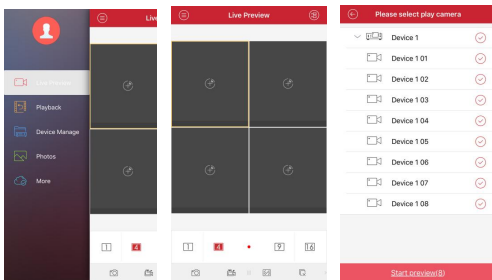 Live Preview
Playback
Device Manage
Photos
More
Live
1
4
Live Preview
1
4
9
16
Please select play camera
Device 1
Device 1 01
Device 1 02
Device 1 03
Device 1 04
Device 1 05
Device 1 06
Device 1 07
Device 1 08
Start preview(8)